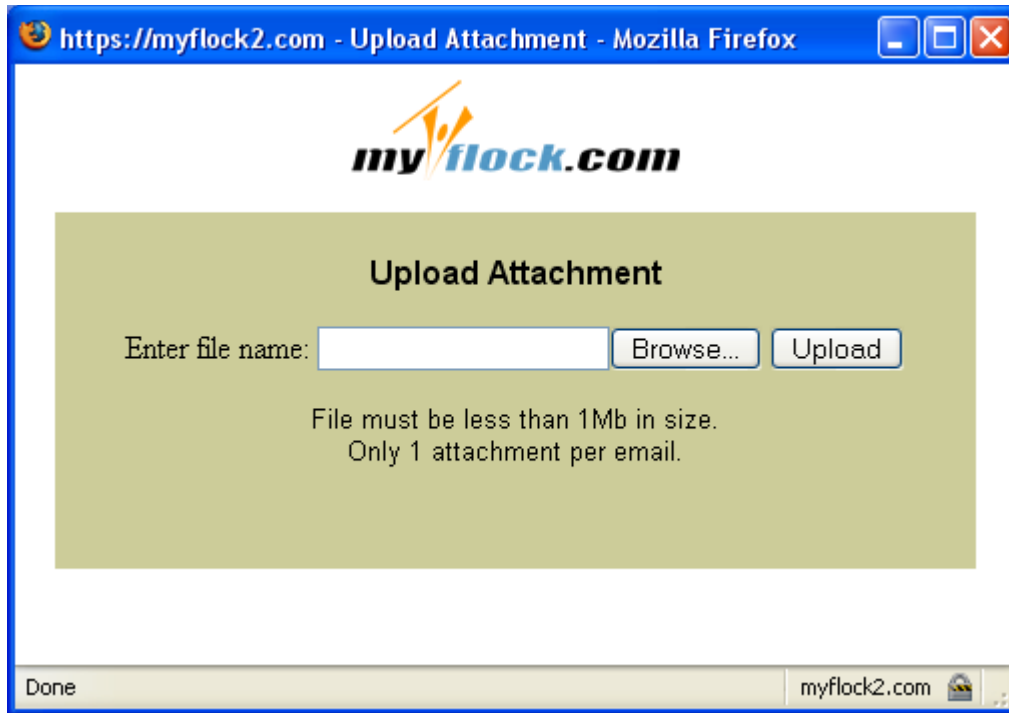 https://myflock2.com - Upload Attachment - Mozilla Firefox
myflock.com
Upload Attachment
Enter file name: Browse... Upload
File must be less than 1Mb in size.
Only 1 attachment per email.
Done myflock2.com